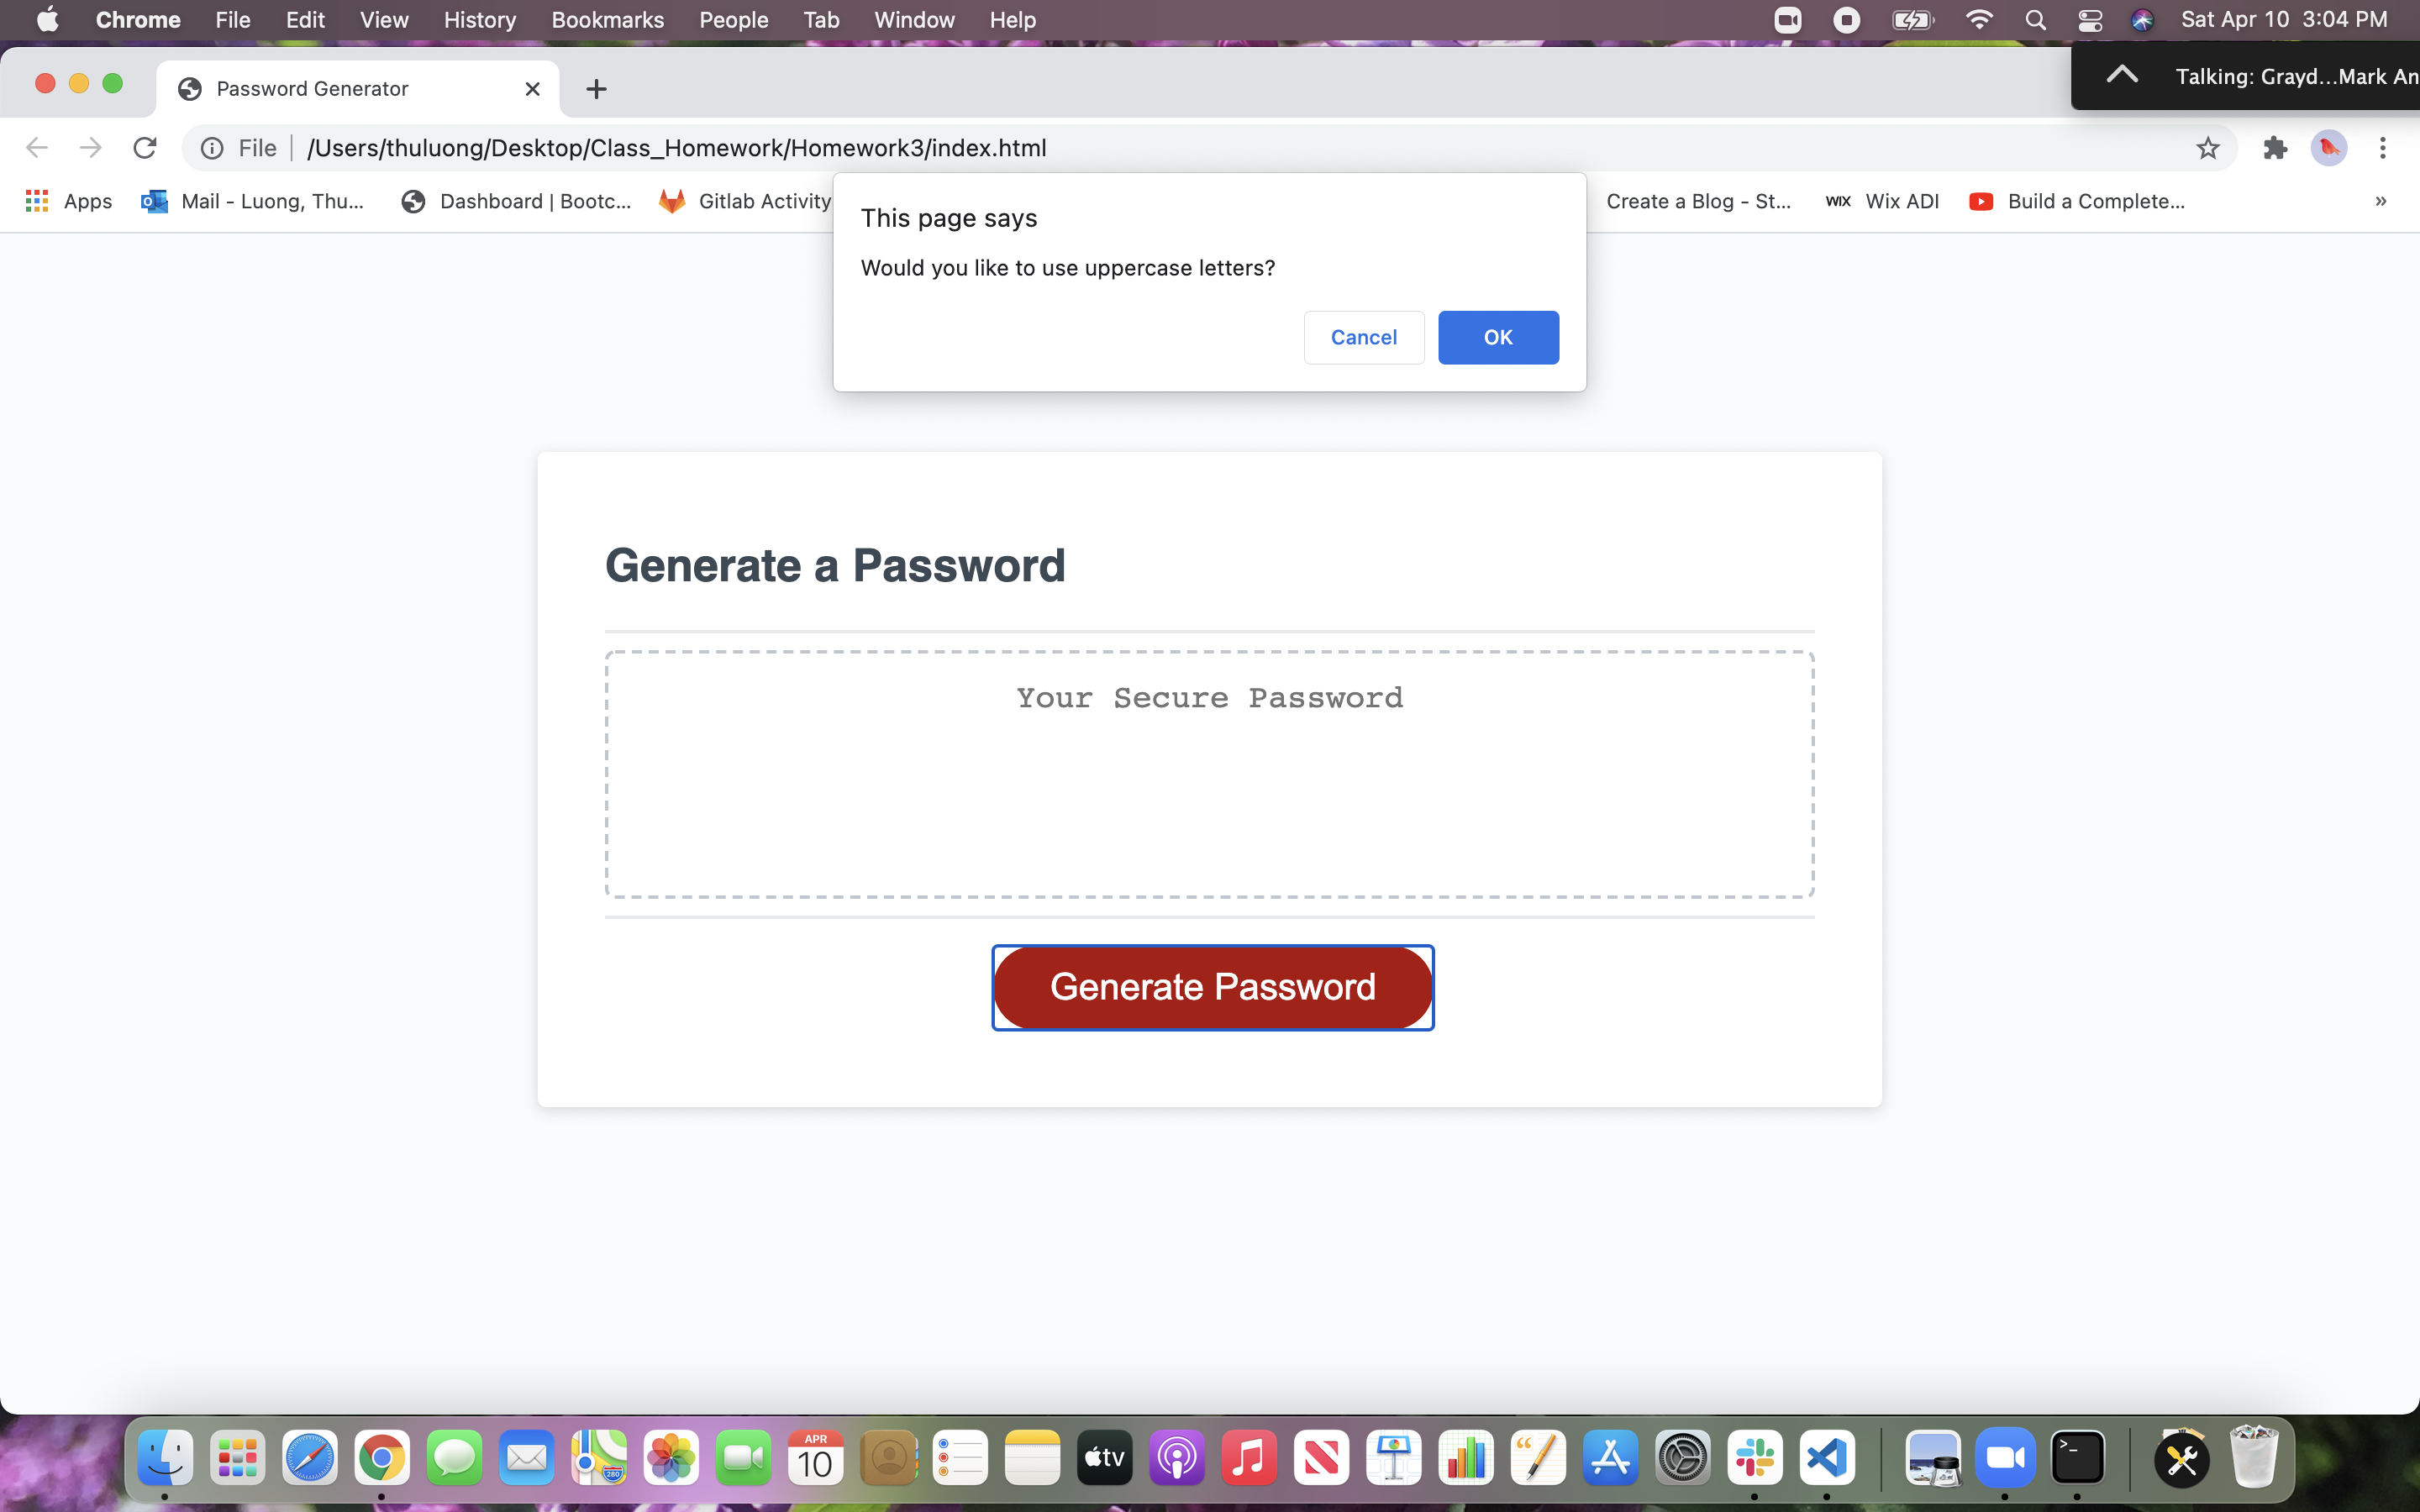 Chrome File Edit View History Bookmarks People Tab Window Help Sat Apr 10 3:04 PM
Password Generator
Talking: Grayd...Mark An
File /Users/thuluong/Desktop/Class_Homework/Homework3/index.html
Apps Mail - Luong, Thu... Dashboard | Bootc... Gitlab Activity Create a Blog - St... WIX Wix ADI Build a Complete... »
This page says
Would you like to use uppercase letters?
Cancel OK
Generate a Password
Your Secure Password
Generate Password
280
APR
10
tv
>_